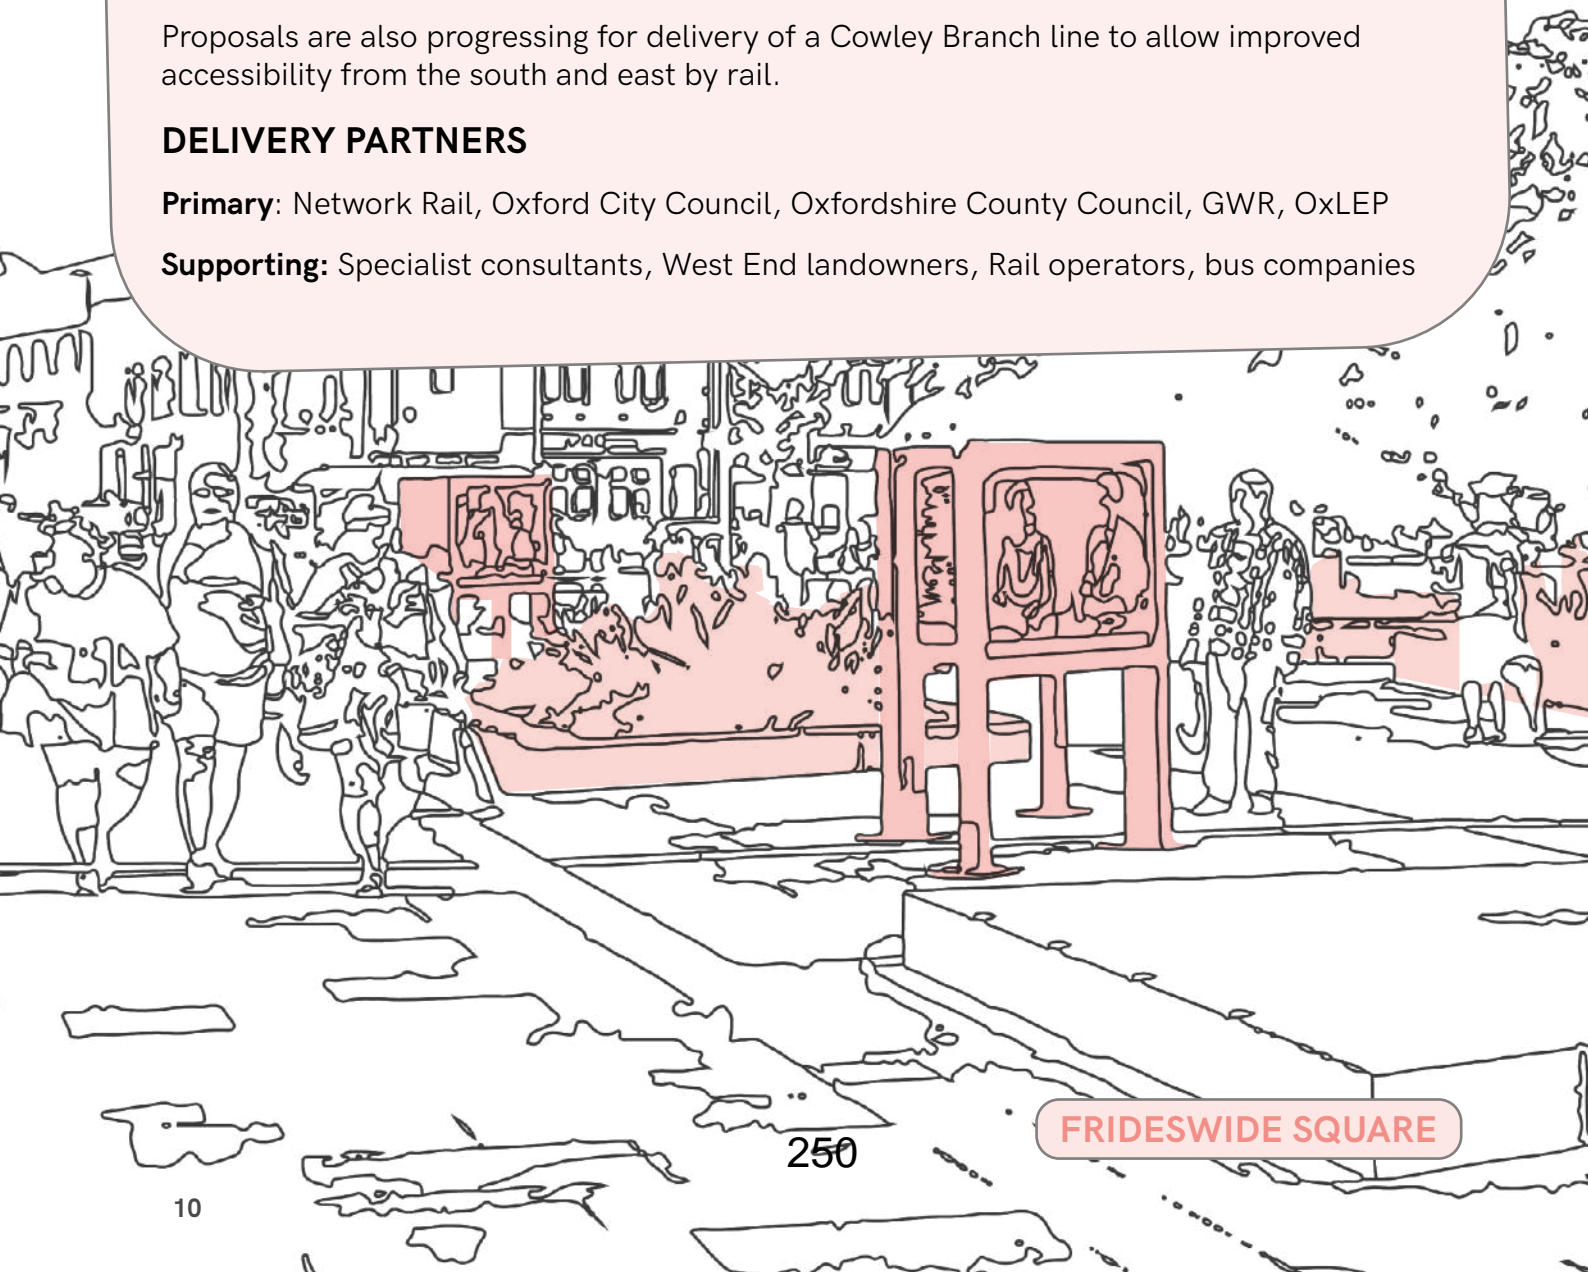 Proposals are also progressing for delivery of a Cowley Branch line to allow improved
accessibility from the south and east by rail.
DELIVERY PARTNERS
Primary: Network Rail, Oxford City Council, Oxfordshire County Council, GWR, OxLEP
Supporting: Specialist consultants, West End landowners, Rail operators, bus companies
FRIDESWIDE SQUARE
250
10